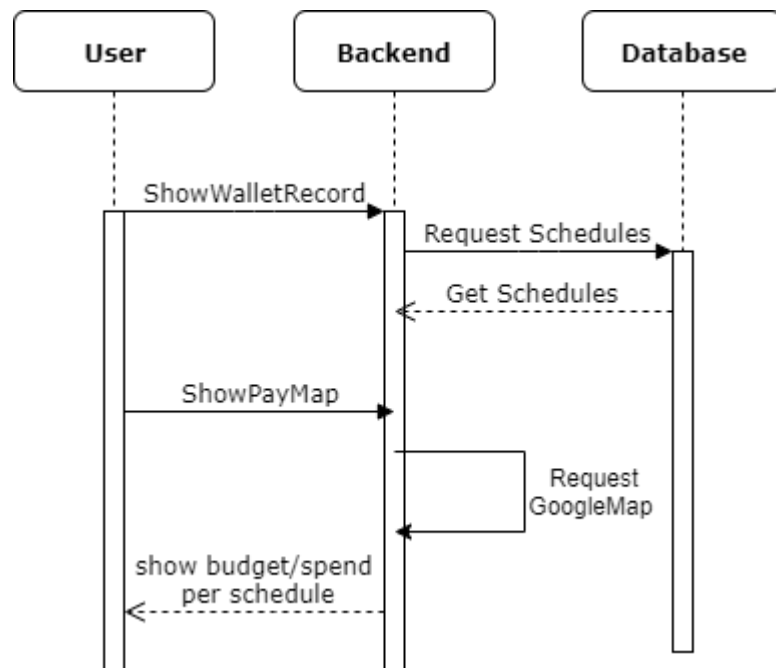 User
Backend
Database
ShowWalletRecord
Request Schedules
Get Schedules
ShowPayMap
Request
GoogleMap
show budget/spend
per schedule